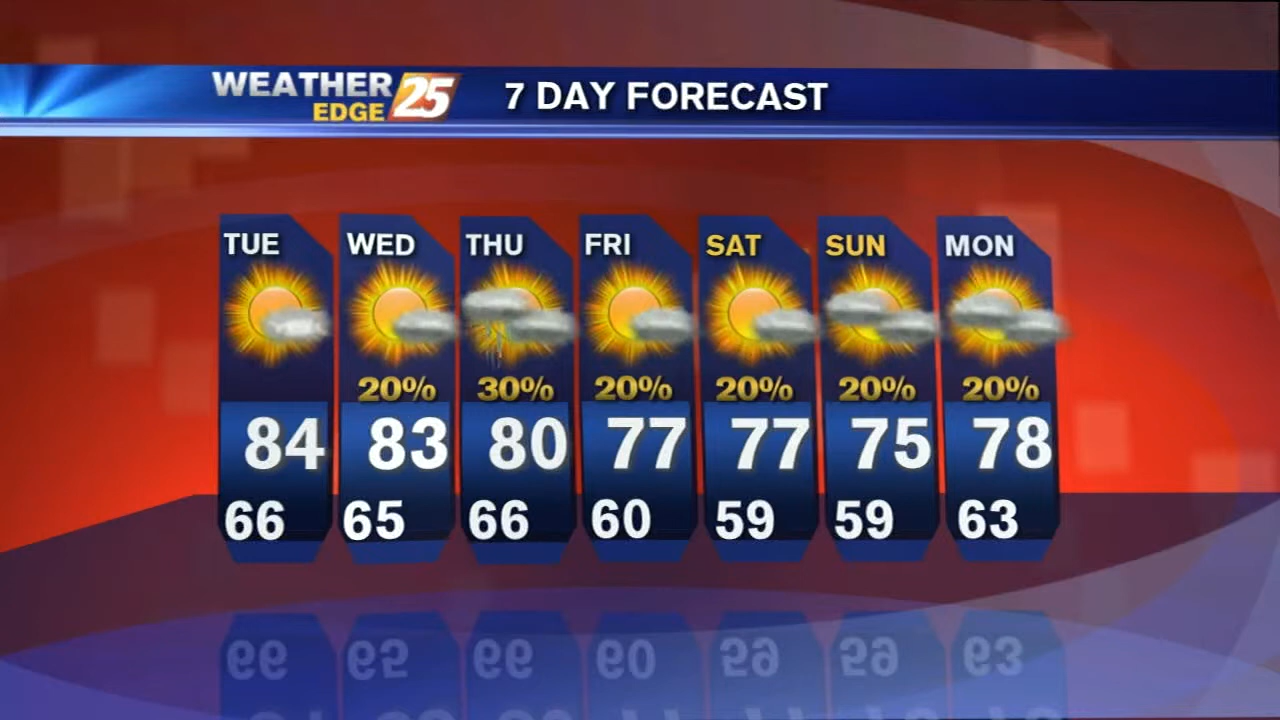 WEATHER
EDGE 25
7 DAY FORECAST
TUE WED THU FRI SAT SUN MON
20% 30% 20% 20% 20% 20%
84 83 80 77 77 75 78
66 65 66 60 59 59 63